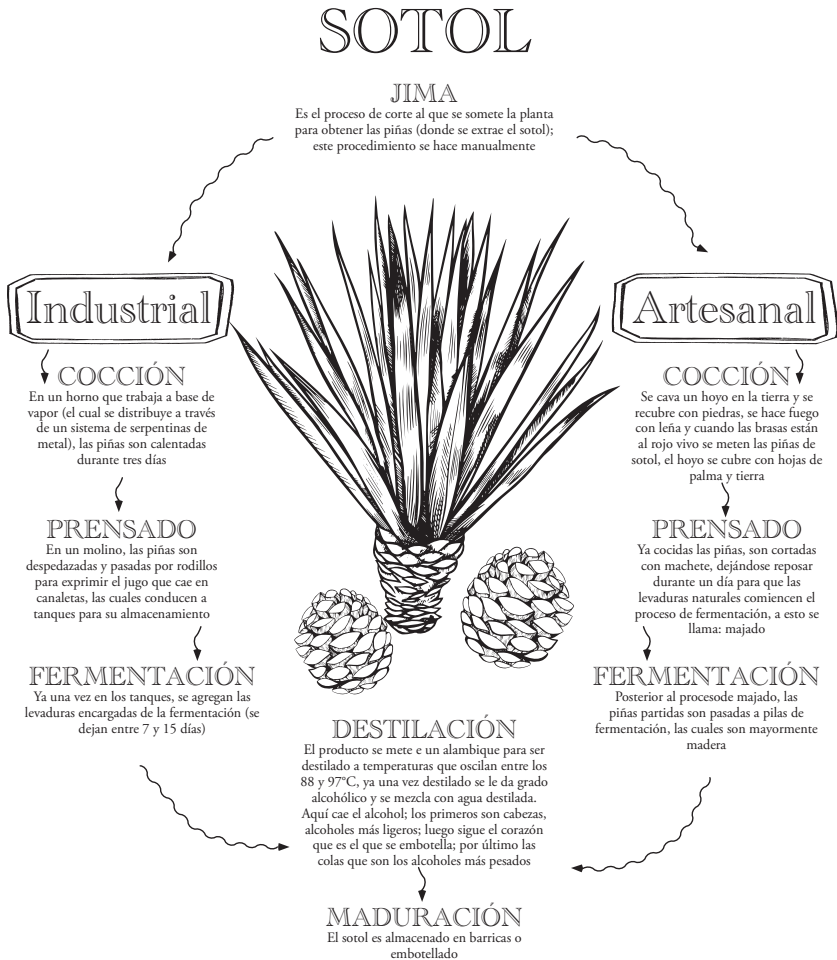 SOTOL
JIMA
Es el proceso de corte al que se somete la planta
para obtener las piñas (donde se extrae el sotol);
este procedimiento se hace manualmente
Industrial
COCCIÓN
En un horno que trabaja a base de
vapor (el cual se distribuye a través
de un sistema de serpentinas de
metal), las piñas son calentadas
durante tres días
PRENSADO
En un molino, las piñas son
despedazadas y pasadas por rodillos
para exprimir el jugo que cae en
canaletas, las cuales conducen a
tanques para su almacenamiento
FERMENTACIÓN
Ya una vez en los tanques, se agregan las
levaduras encargadas de la fermentación (se
dejan entre 7 y 15 días)
Artesanal
COCCIÓN
Se cava un hoyo en la tierra y se
recubre con piedras, se hace fuego
con leña y cuando las brasas están
al rojo vivo se meten las piñas de
sotol, el hoyo se cubre con hojas de
palma y tierra
PRENSADO
Ya cocidas las piñas, son cortadas
con machete, dejándose reposar
durante un día para que las
levaduras naturales comiencen el
proceso de fermentación, a esto se
llama: majado
FERMENTACIÓN
Posterior al procesode majado, las
piñas partidas son pasadas a pilas de
fermentación, las cuales son mayormente
madera
DESTILACIÓN
El producto se mete e un alambique para ser
destilado a temperaturas que oscilan entre los
88 y 97°C, ya una vez destilado se le da grado
alcohólico y se mezcla con agua destilada.
Aquí cae el alcohol; los primeros son cabezas,
alcoholes más ligeros; luego sigue el corazón
que es el que se embotella; por último las
colas que son los alcoholes más pesados
MADURACIÓN
El sotol es almacenado en barricas o
embotellado